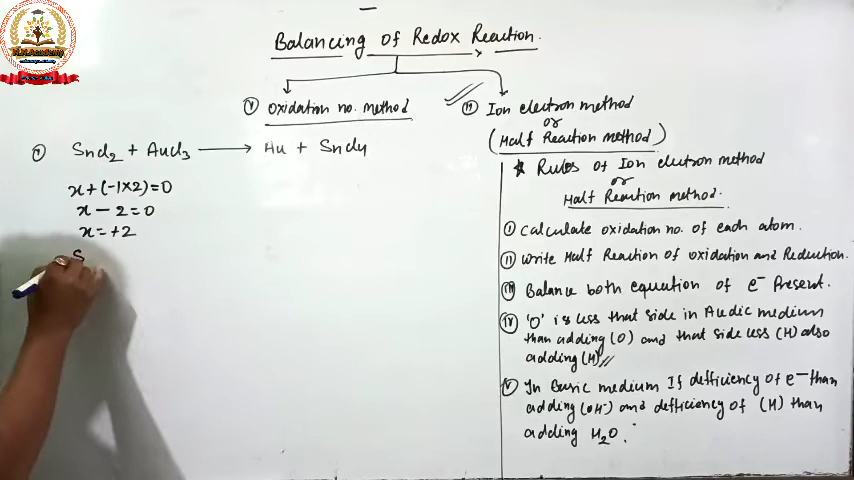 M.M.Academy
Balancing of Redox Reaction.
(i) Oxidation no. method
(ii) Ion electron method
or
(Half Reaction method)
(1) SnCl2 + AuCl3 ⟶ Au + SnCl4
x+(-1×2)=0
x - 2=0
x=+2
S
* Rules of Ion electron method
or
Half Reaction method.
(i) Calculate oxidation no. of each atom.
(ii) Write Half Reaction of oxidation and Reduction.
(iii) Balance both equation of e⁻ Present.
(iv) 'O' is less that side in Acidic medium
than adding (O) and that side less (H) also
adding (H)
(v) In Basic medium If defficiency of e⁻ than
adding (OH⁻) and defficiency of (H) than
adding H2O.